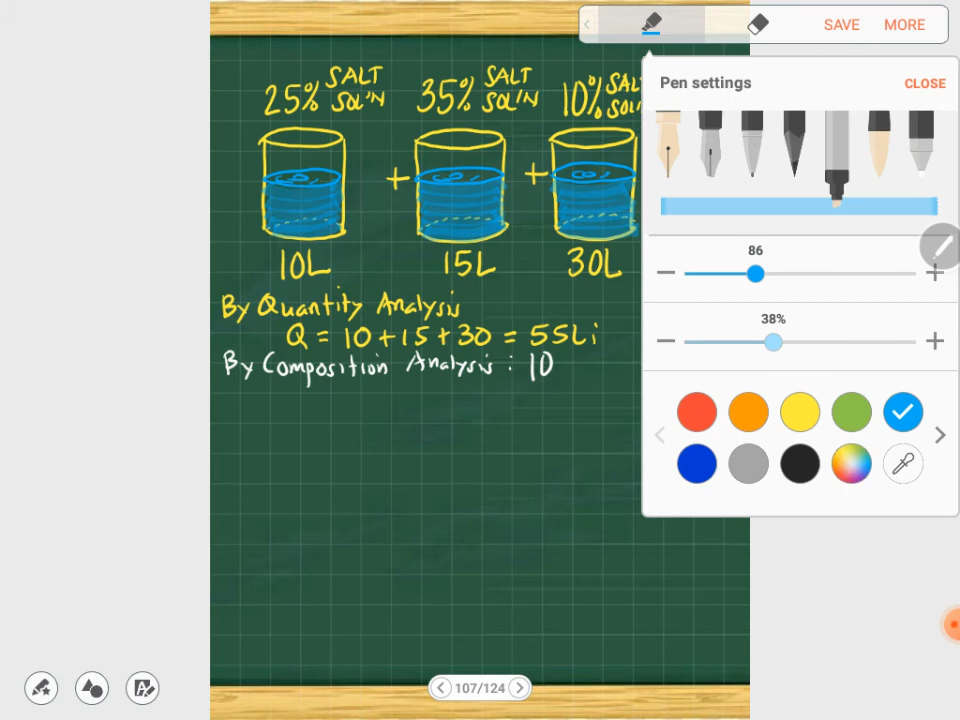 SAVE MORE
Pen settings CLOSE
25% SALT SOL'N 35% SALT SOL'N 10% SAL SOL'N
86
10L 15L 30L
38%
By Quantity Analysis
Q = 10 + 15 + 30 = 55Li
By Composition Analysis : 10
107/124